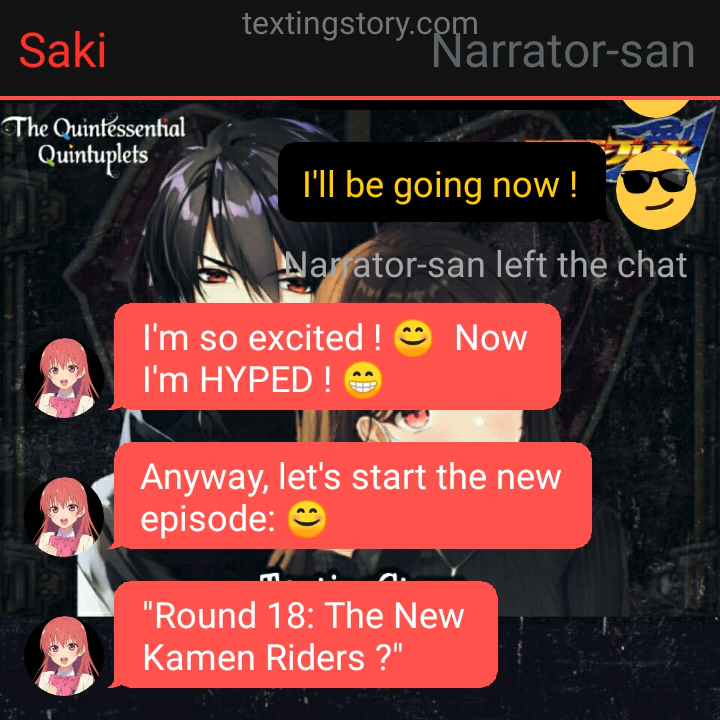 textingstory.com
Saki
Narrator-san
The Quintessential
Quintuplets
I'll be going now !
Narrator-san left the chat
I'm so excited ! 😊 Now
I'm HYPED ! 😁
Anyway, let's start the new
episode: 😊
"Round 18: The New
Kamen Riders ?"